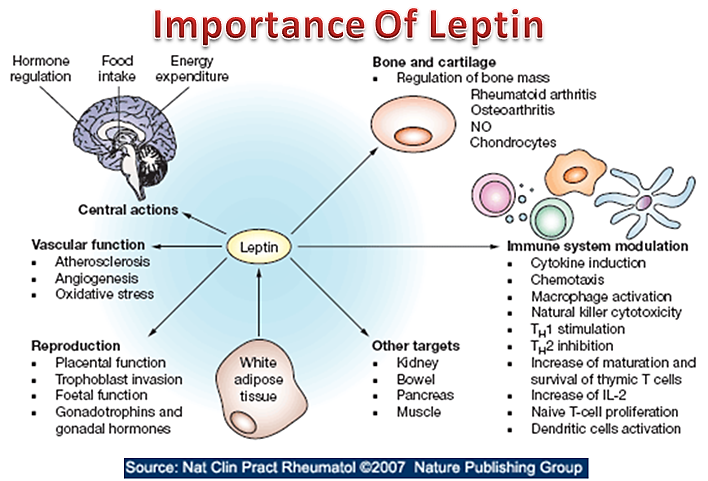 Importance Of Leptin
Hormone
regulation
Food
intake
Energy
expenditure
Central actions
Bone and cartilage
▪ Regulation of bone mass
Rheumatoid arthritis
Osteoarthritis
NO
Chondrocytes
Leptin
Vascular function
▪ Atherosclerosis
▪ Angiogenesis
▪ Oxidative stress
Immune system modulation
▪ Cytokine induction
▪ Chemotaxis
▪ Macrophage activation
▪ Natural killer cytotoxicity
▪ TH1 stimulation
▪ TH2 inhibition
▪ Increase of maturation and
survival of thymic T cells
▪ Increase of IL-2
▪ Naive T-cell proliferation
▪ Dendritic cells activation
Reproduction
▪ Placental function
▪ Trophoblast invasion
▪ Foetal function
▪ Gonadotrophins and
gonadal hormones
White
adipose
tissue
Other targets
▪ Kidney
▪ Bowel
▪ Pancreas
▪ Muscle
Source: Nat Clin Pract Rheumatol ©2007 Nature Publishing Group